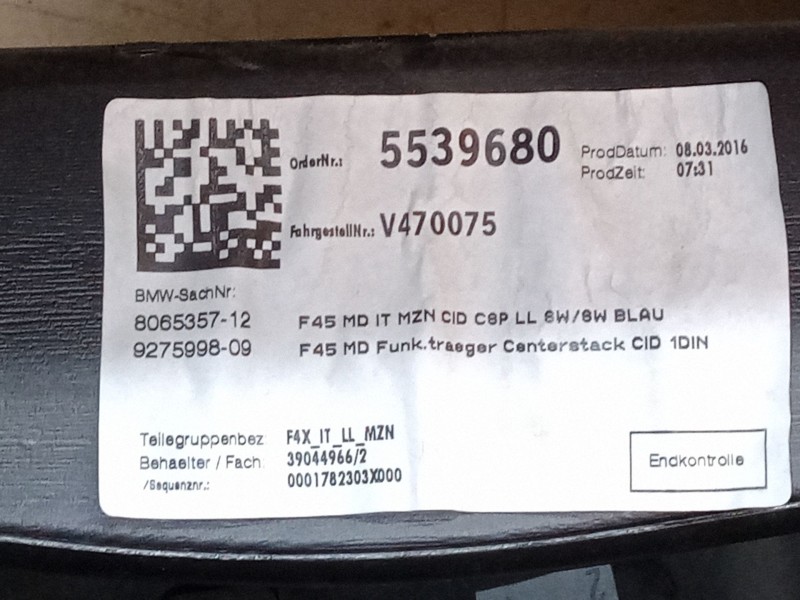 OrderNr.: 5539680
ProdDatum: 08.03.2016
ProdZeit: 07:31
FahrgestellNr.: V470075
BMW-SachNr:
8065357-12 F45 MD IT MZN CID CSP LL SW/SW BLAU
9275998-09 F45 MD Funk.traeger Centerstack CID 1DIN
Teilegruppenbez F4X_IT_LL_MZN
Behaelter / Fach: 39044966/2
/Sequenznr.: 0001782303X000
Endkontrolle